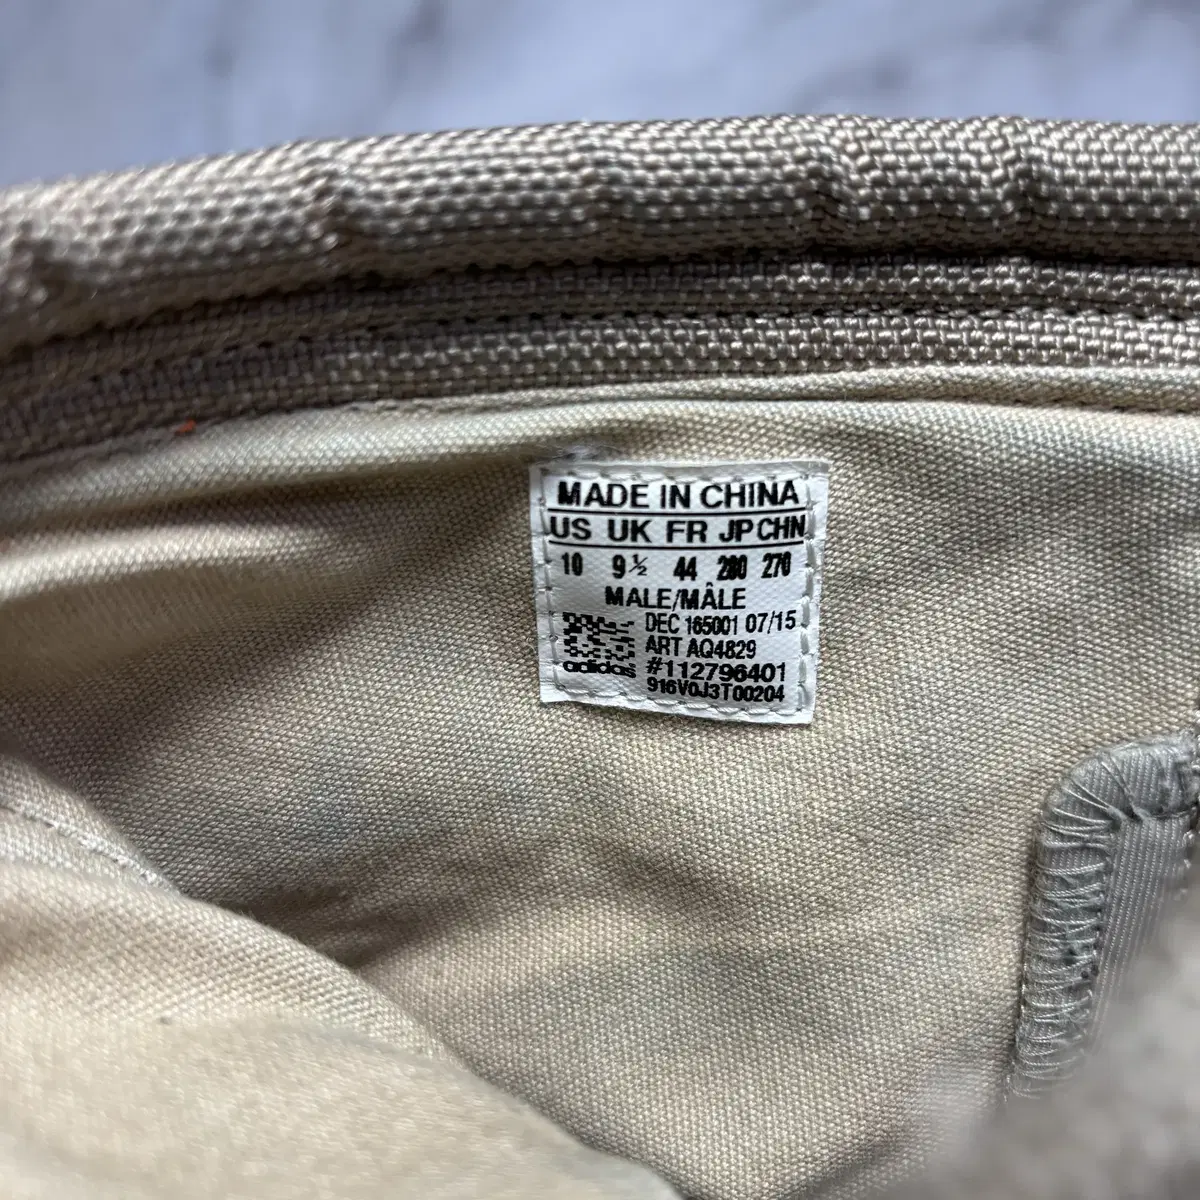 MADE IN CHINA
US UK FR JP CHN
10 9½ 44 280 270
MALE/MÂLE
DEC 165001 07/15
ART AQ4829
adidas #112796401
916V0J3T00204